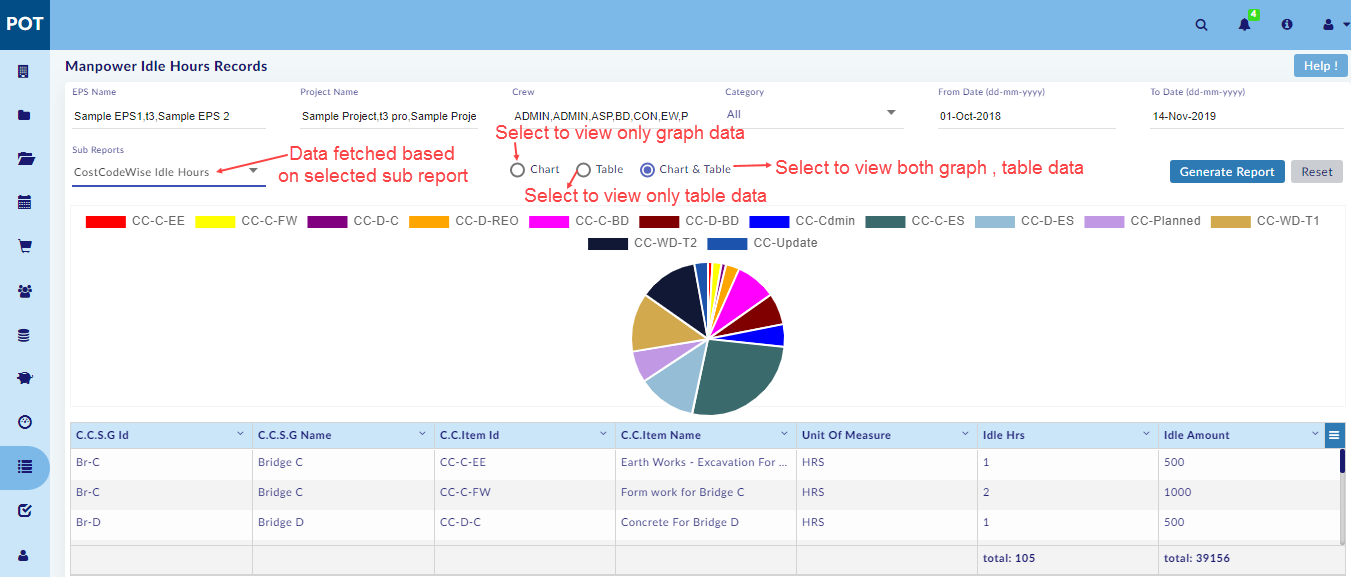 POT
4
Manpower Idle Hours Records
Help !
EPS Name
Project Name
Crew
Category
From Date (dd-mm-yyyy)
To Date (dd-mm-yyyy)
Sample EPS1,t3,Sample EPS 2
Sample Project,t3 pro,Sample Proje
ADMIN,ADMIN,ASP,BD,CON,EW,P
All
01-Oct-2018
14-Nov-2019
Select to view only graph data
Sub Reports
CostCodeWise Idle Hours
Data fetched based
on selected sub report
Chart
Table
Chart & Table
Select to view both graph , table data
Generate Report
Reset
Select to view only table data
CC-C-EE CC-C-FW CC-D-C CC-D-REO CC-C-BD CC-D-BD CC-Cdmin CC-C-ES CC-D-ES CC-Planned CC-WD-T1
CC-WD-T2 CC-Update
C.C.S.G Id C.C.S.G Name C.C.Item Id C.C.Item Name Unit Of Measure Idle Hrs Idle Amount
Br-C Bridge C CC-C-EE Earth Works - Excavation For ... HRS 1 500
Br-C Bridge C CC-C-FW Form work for Bridge C HRS 2 1000
Br-D Bridge D CC-D-C Concrete For Bridge D HRS 1 500
total: 105 total: 39156